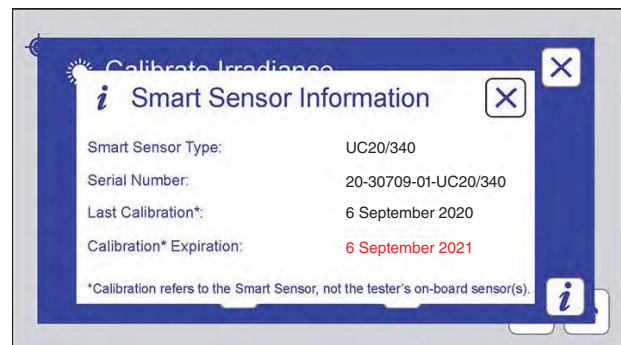 Calibrate Irradiance
i Smart Sensor Information
Smart Sensor Type: UC20/340
Serial Number: 20-30709-01-UC20/340
Last Calibration*: 6 September 2020
Calibration* Expiration: 6 September 2021
*Calibration refers to the Smart Sensor, not the tester's on-board sensor(s).
i